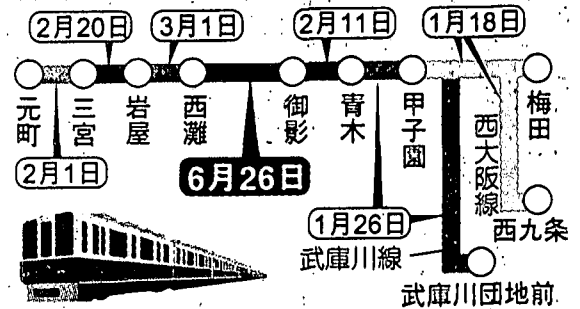 2月20日
3月1日
2月11日
1月18日
元町
三宮
岩屋
西灘
御影
青木
甲子園
西大阪線
梅田
2月1日
6月26日
1月26日
西九条
武庫川線
武庫川団地前